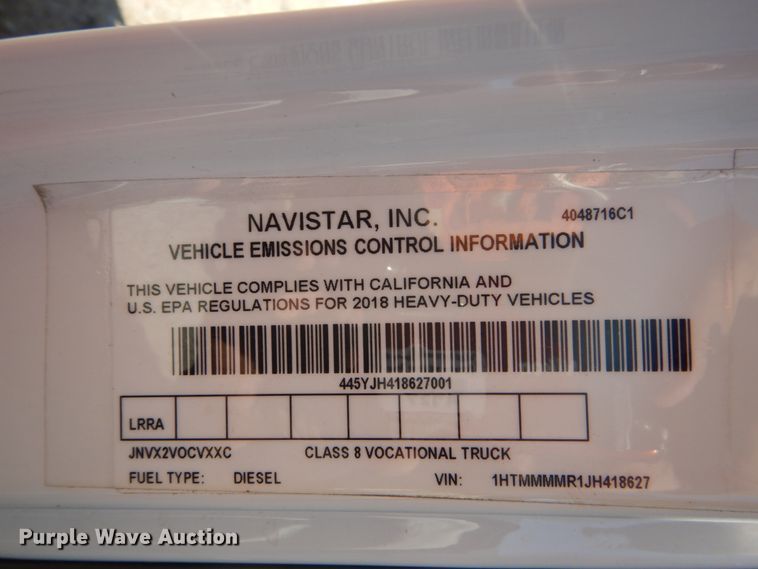 NAVISTAR, INC. 4048716C1
VEHICLE EMISSIONS CONTROL INFORMATION
THIS VEHICLE COMPLIES WITH CALIFORNIA AND
U.S. EPA REGULATIONS FOR 2018 HEAVY-DUTY VEHICLES
445YJH418627001
LRRA
JNVX2VOCVXXC CLASS 8 VOCATIONAL TRUCK
FUEL TYPE: DIESEL VIN: 1HTMMMMR1JH418627
Purple Wave Auction